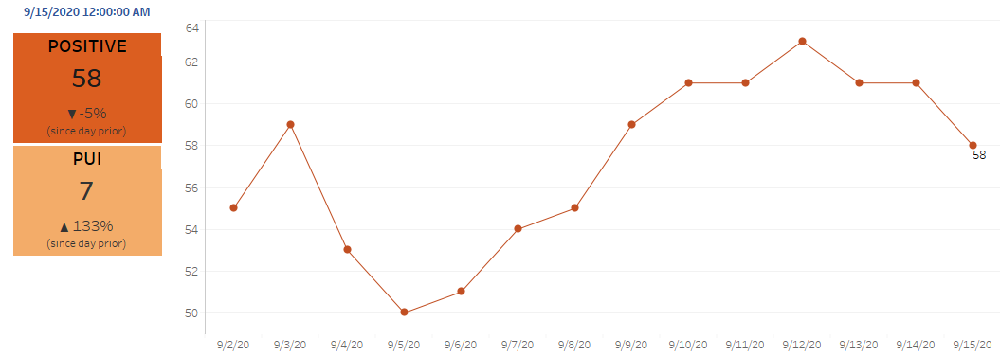 9/15/2020 12:00:00 AM
POSITIVE
58
▼ -5%
(since day prior)
PUI
7
▲ 133%
(since day prior)
64
62
60
58
56
54
52
50
58
9/2/20 9/3/20 9/4/20 9/5/20 9/6/20 9/7/20 9/8/20 9/9/20 9/10/20 9/11/20 9/12/20 9/13/20 9/14/20 9/15/20